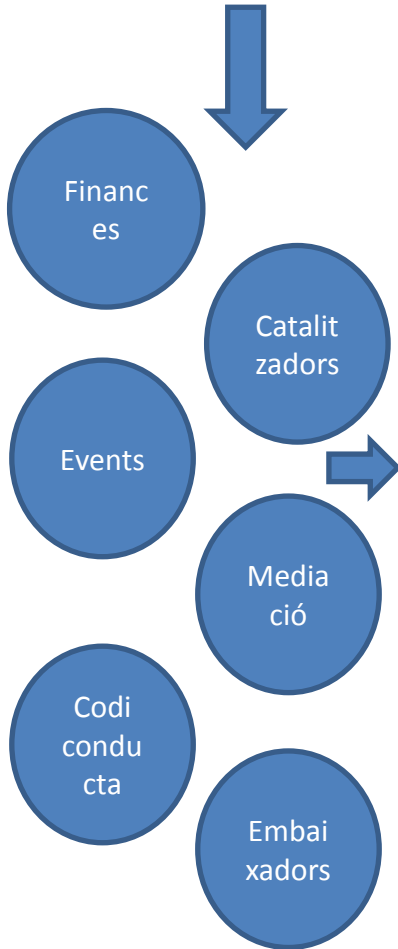 Financ
es
Catalit
zadors
Events
Media
ció
Codi
condu
cta
Embai
xadors